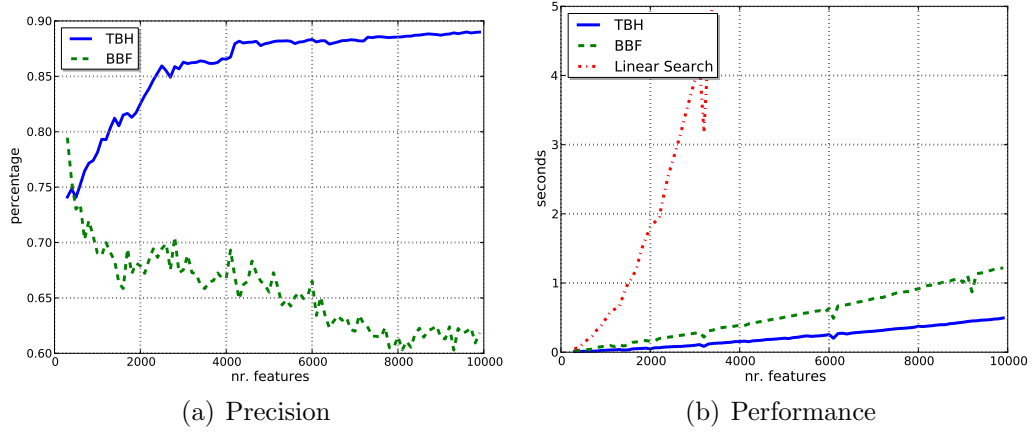 0.90
0.85
0.80
0.75
0.70
0.65
0.60
percentage
TBH
BBF
0 2000 4000 6000 8000 10000
nr. features
(a) Precision
5
4
3
2
1
0
seconds
TBH
BBF
Linear Search
0 2000 4000 6000 8000 10000
nr. features
(b) Performance